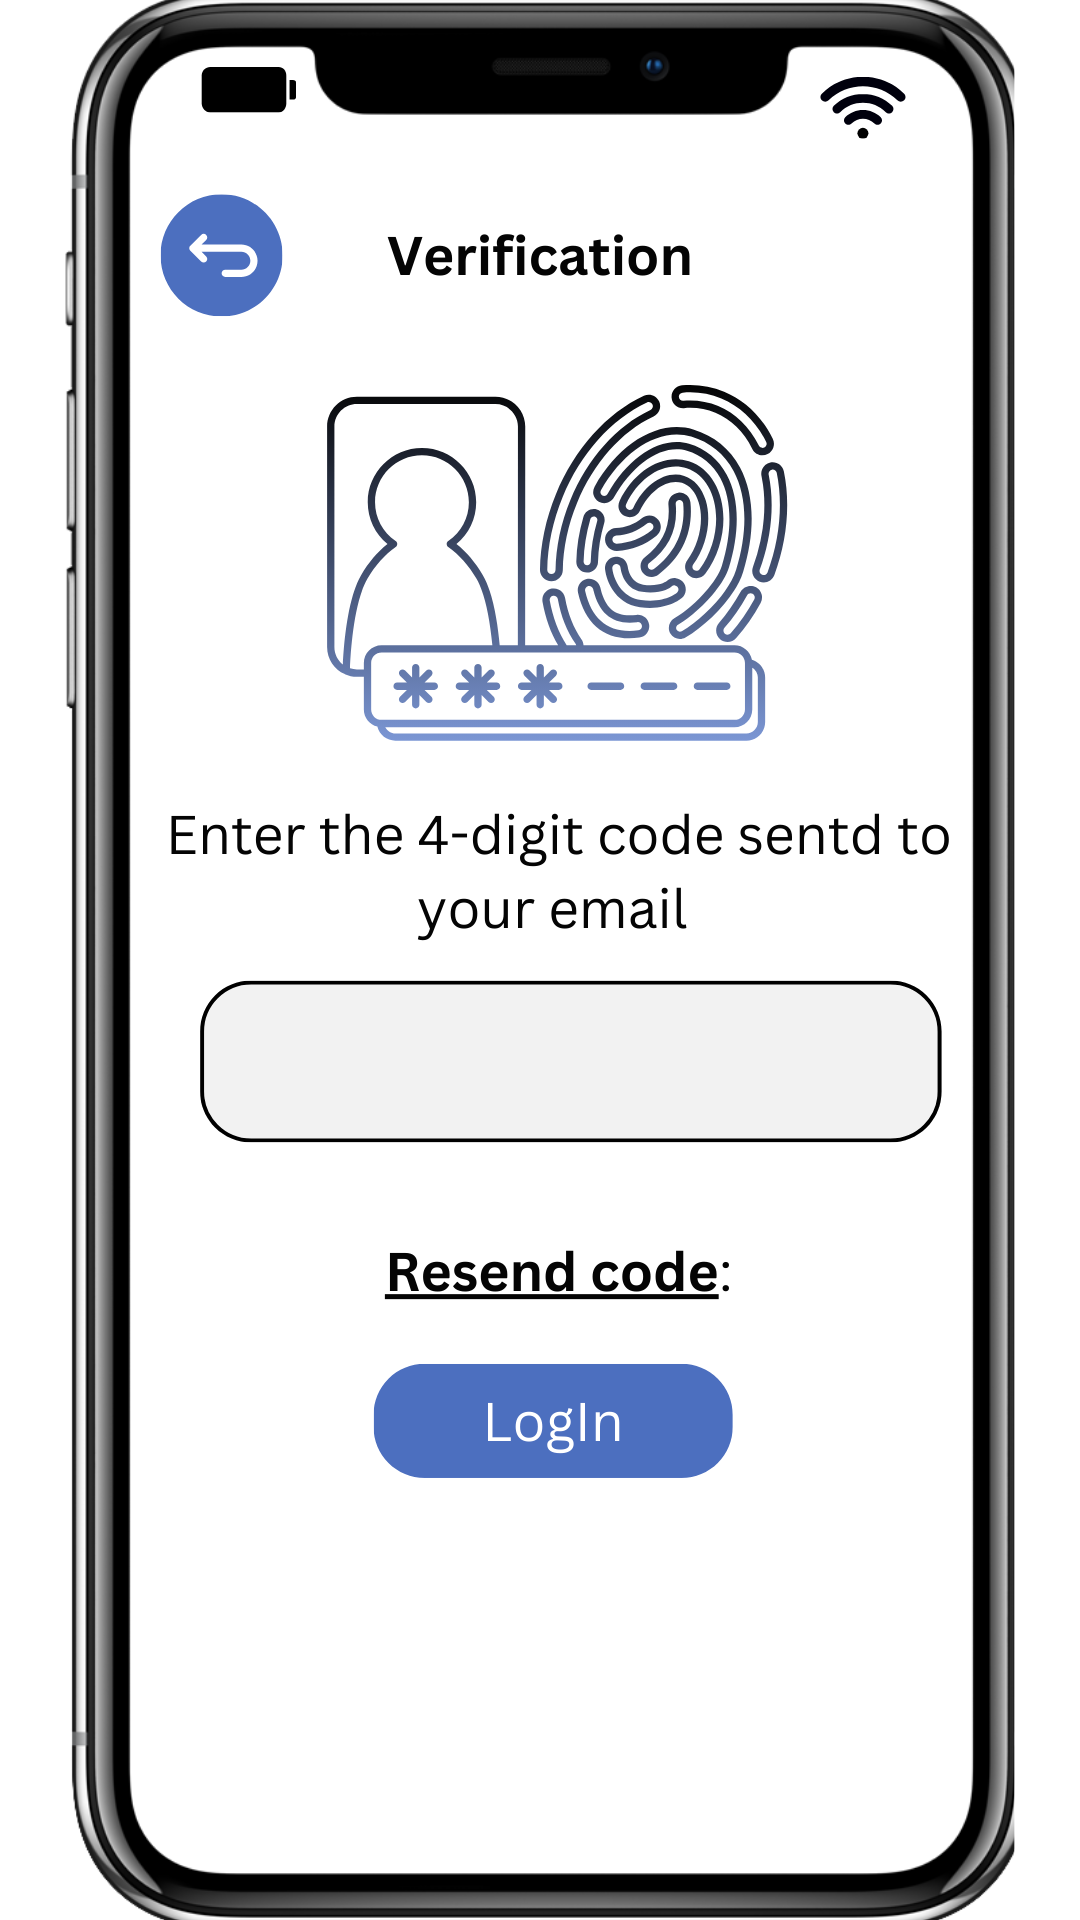 Verification
Enter the 4-digit code sentd to
your email
Resend code:
LogIn